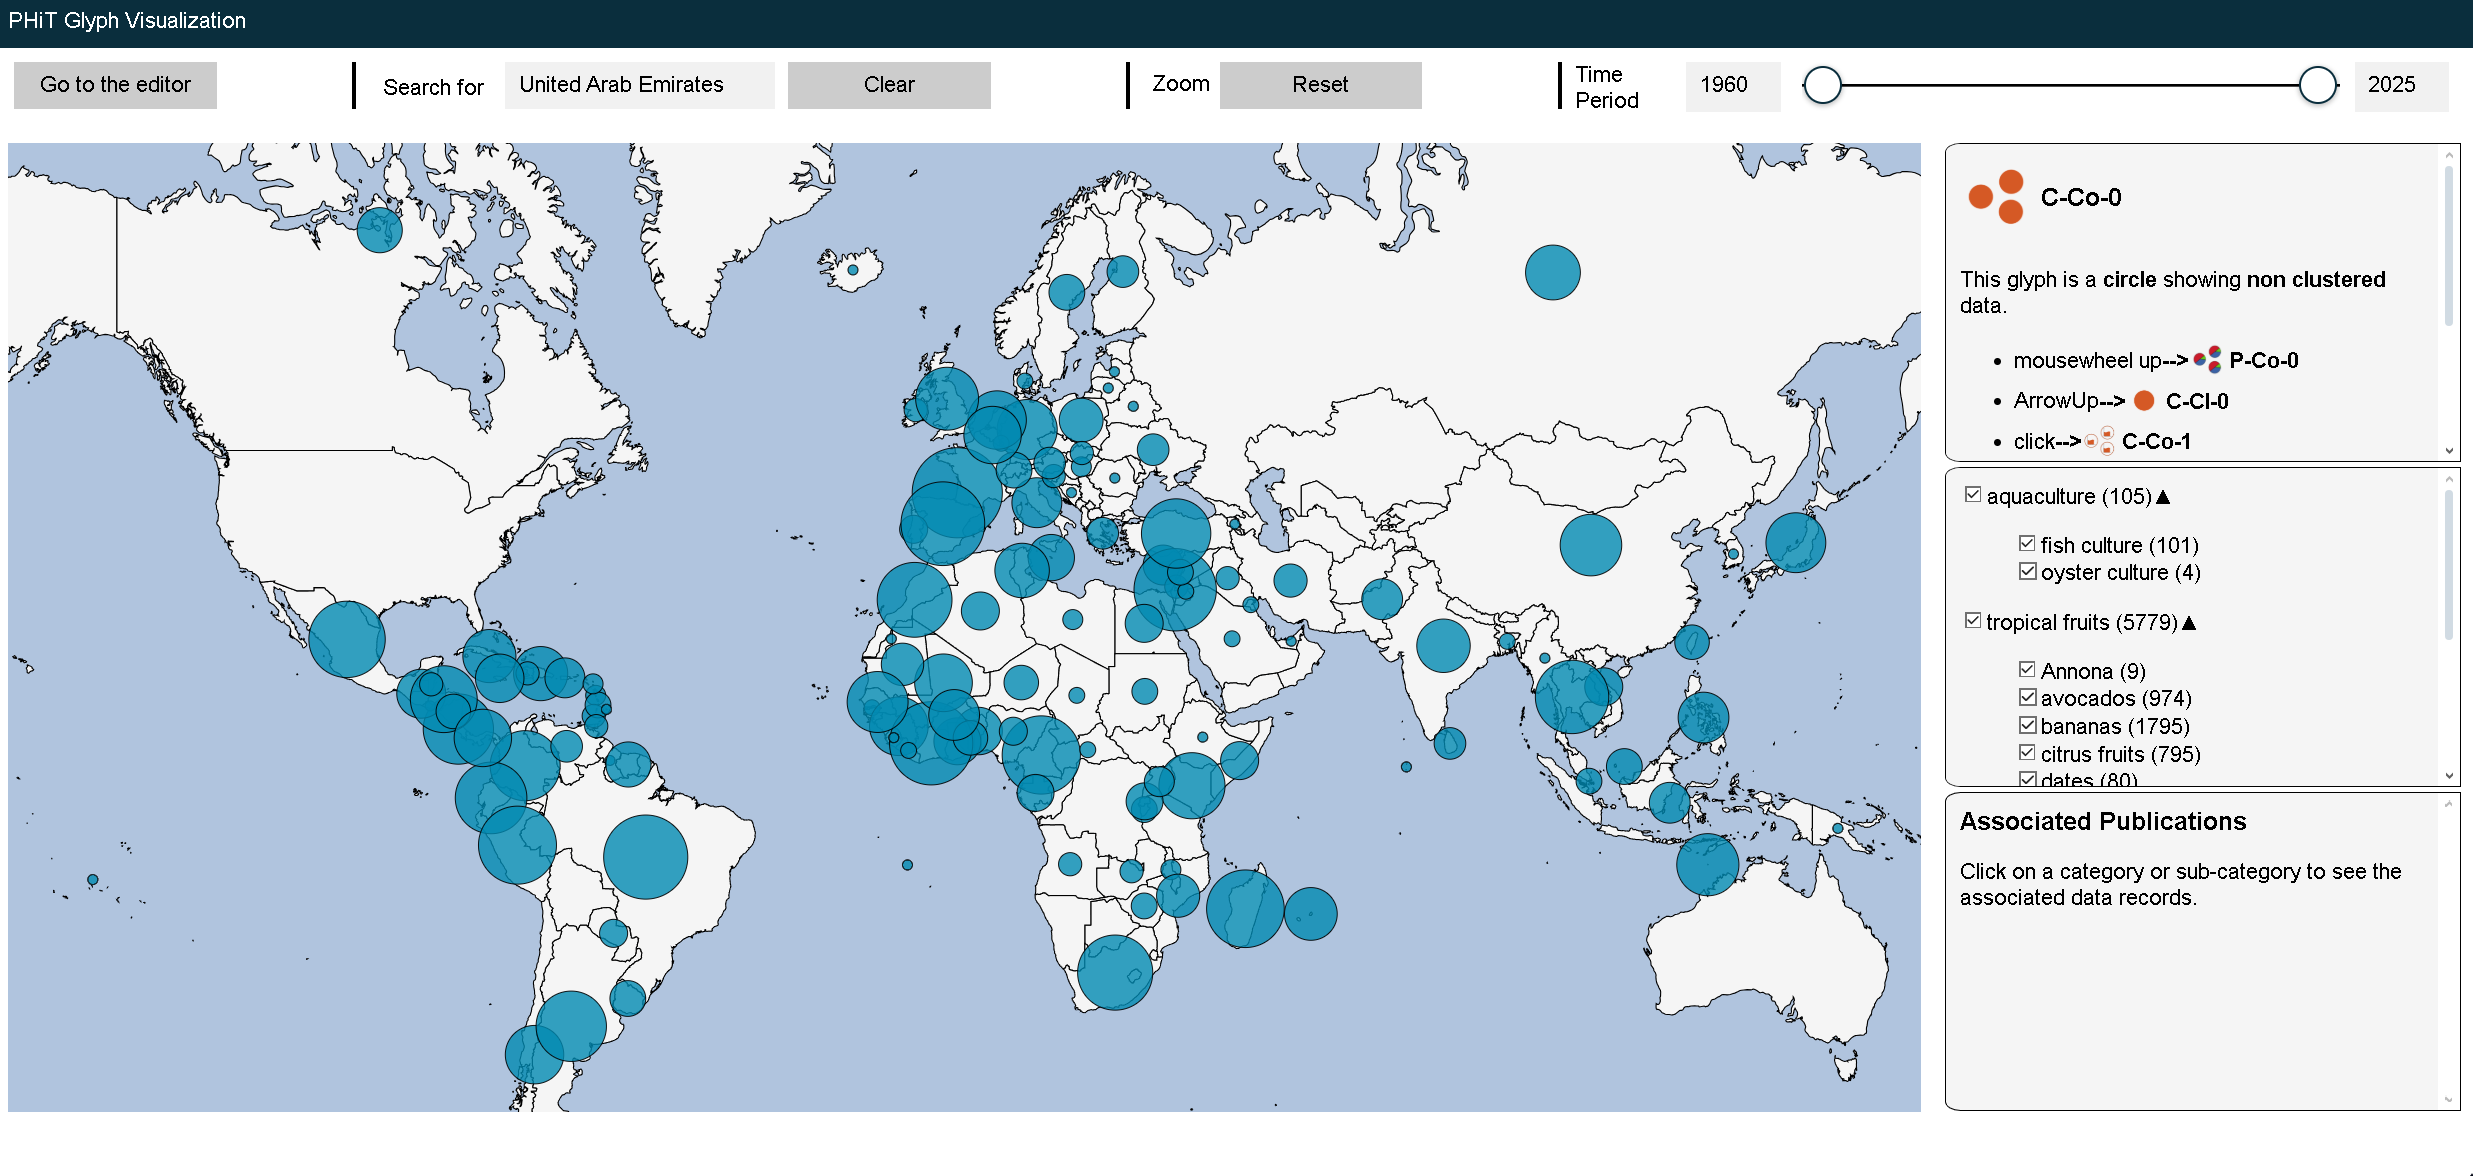 PHiT Glyph Visualization
Go to the editor
Search for
United Arab Emirates
Clear
Zoom
Reset
Time
Period
1960
2025
C-Co-0
This glyph is a circle showing non clustered
data.
mousewheel up--> P-Co-0
ArrowUp--> C-Cl-0
click--> C-Co-1
aquaculture (105)▲
fish culture (101)
oyster culture (4)
tropical fruits (5779)▲
Annona (9)
avocados (974)
bananas (1795)
citrus fruits (795)
dates (80)
Associated Publications
Click on a category or sub-category to see the
associated data records.